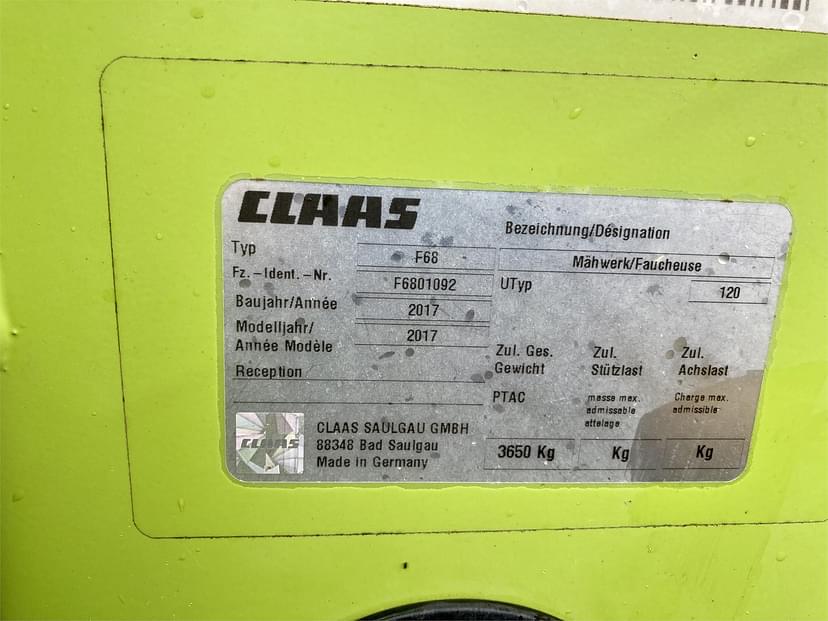 CLAAS
Bezeichnung/Désignation
Typ F68 Mähwerk/Faucheuse
Fz.-Ident.-Nr. F6801092 UTyp 120
Baujahr/Année 2017
Modelljahr/
Année Modèle 2017
Reception
Zul. Ges. Gewicht
Zul. Stützlast
Zul. Achslast
PTAC
masse max.
admissable
attelage
Charge max.
admissible
3650 Kg Kg Kg
CLAAS
CLAAS SAULGAU GMBH
88348 Bad Saulgau
Made in Germany